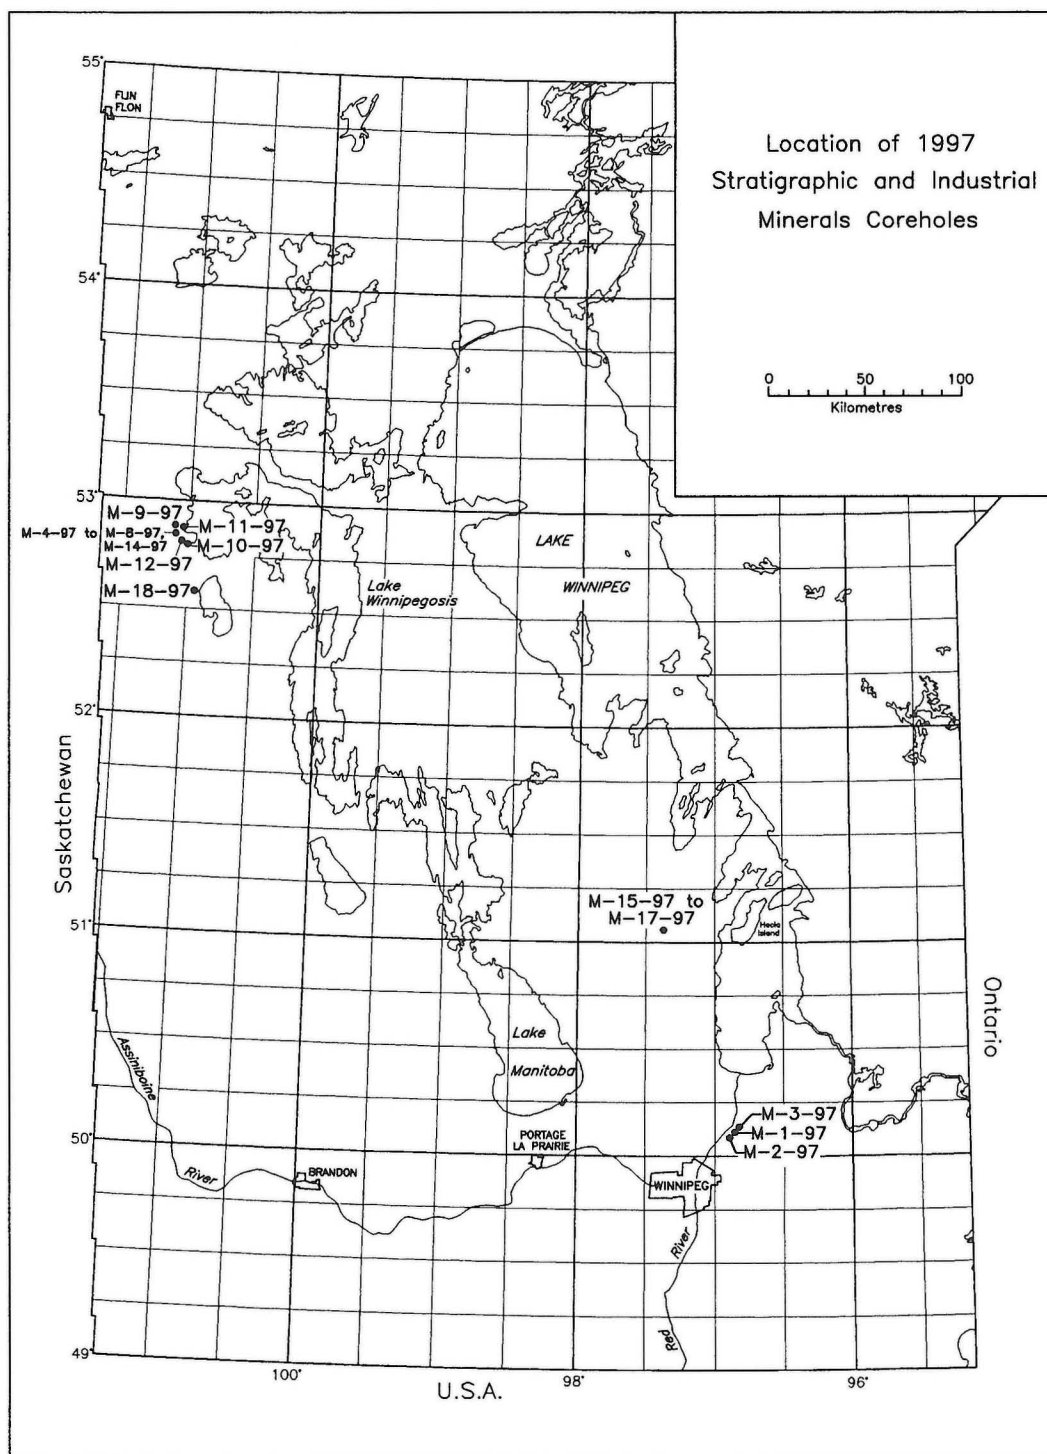 55°
FLIN
FLON
Location of 1997
Stratigraphic and Industrial
Minerals Coreholes
54°
0 50 100
Kilometres
53°
M-9-97
M-11-97
M-4-97 to M-8-97,
M-14-97
M-10-97
M-12-97
M-18-97
LAKE
WINNIPEG
Lake
Winnipegosis
52°
Saskatchewan
M-15-97 to
M-17-97
Hecla
Island
51°
Ontario
Lake
Manitoba
Assiniboine
River
M-3-97
M-1-97
M-2-97
50°
PORTAGE
LA PRAIRIE
BRANDON
WINNIPEG
River
Red
49°
100° 98° 96°
U.S.A.